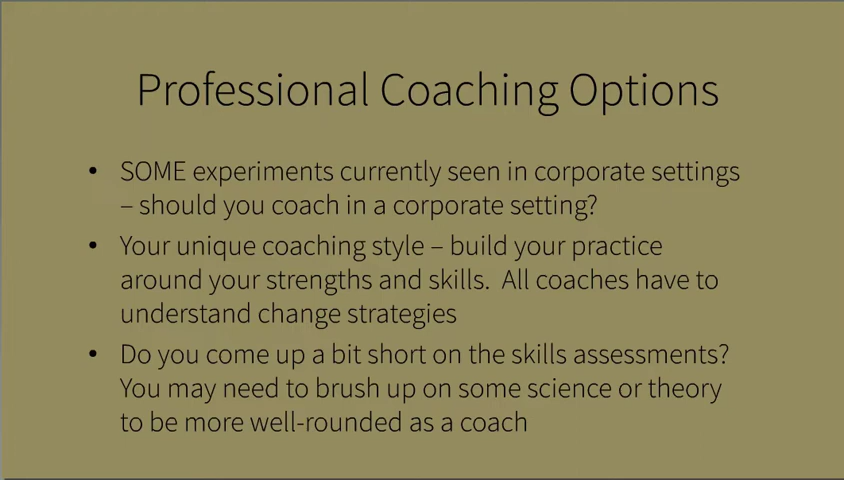 Professional Coaching Options
• SOME experiments currently seen in corporate settings
– should you coach in a corporate setting?
• Your unique coaching style – build your practice
around your strengths and skills.  All coaches have to
understand change strategies
• Do you come up a bit short on the skills assessments?
You may need to brush up on some science or theory
to be more well-rounded as a coach